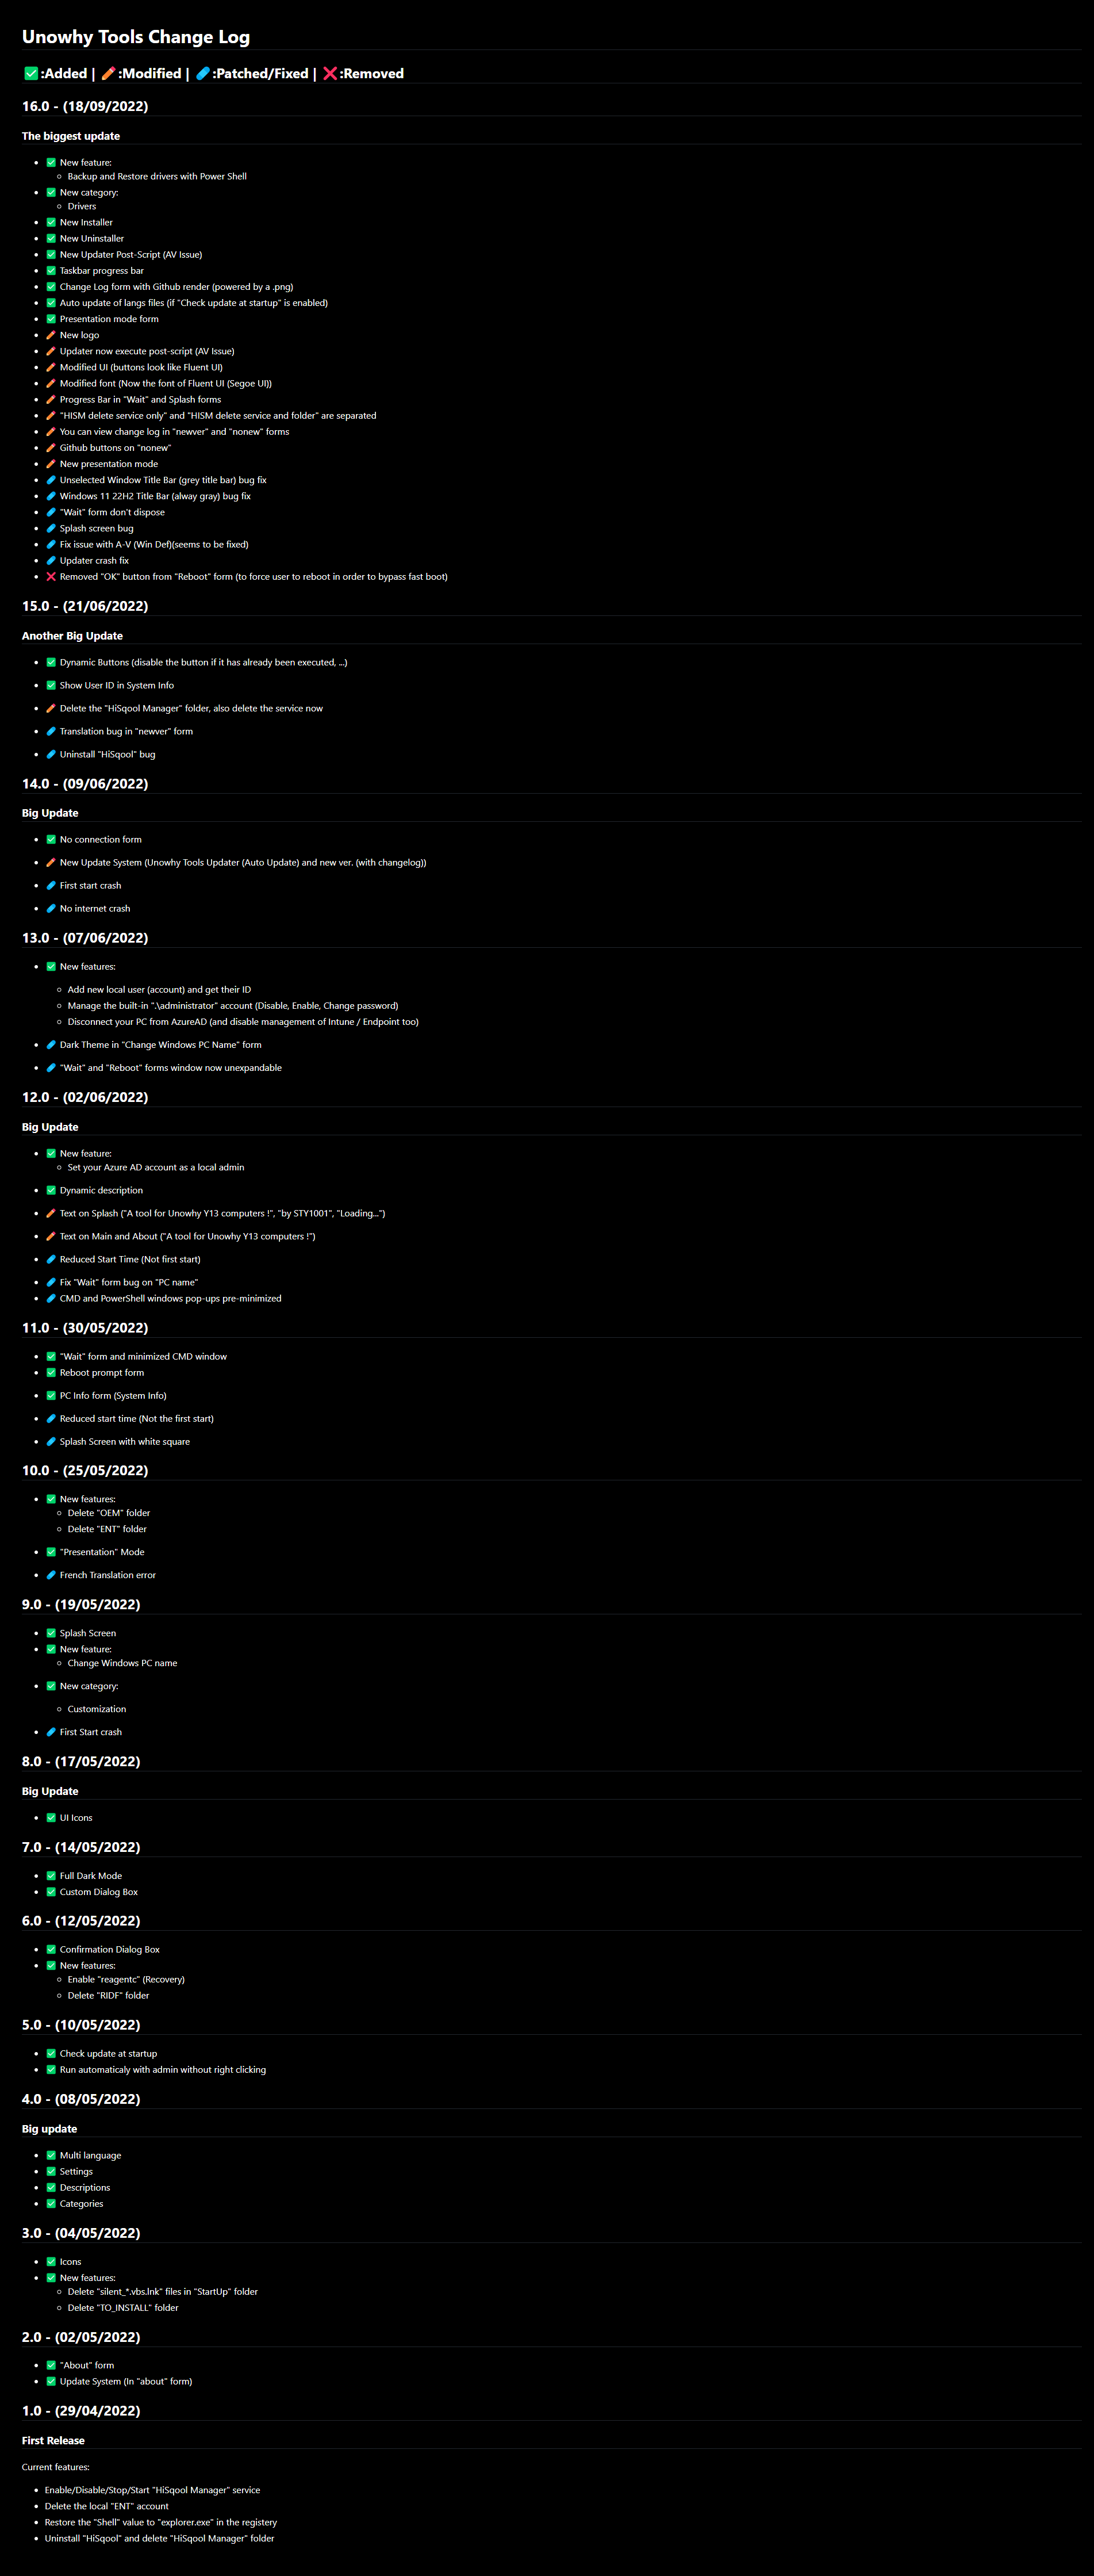 Unowhy Tools Change Log
✅:Added | 🖍:Modified | 🩹:Patched/Fixed | ❌:Removed
16.0 - (18/09/2022)
The biggest update
✅ New feature:
Backup and Restore drivers with Power Shell
✅ New category:
Drivers
✅ New Installer
✅ New Uninstaller
✅ New Updater Post-Script (AV Issue)
✅ Taskbar progress bar
✅ Change Log form with Github render (powered by a .png)
✅ Auto update of langs files (if "Check update at startup" is enabled)
✅ Presentation mode form
🖍 New logo
🖍 Updater now execute post-script (AV Issue)
🖍 Modified UI (buttons look like Fluent UI)
🖍 Modified font (Now the font of Fluent UI (Segoe UI))
🖍 Progress Bar in "Wait" and Splash forms
🖍 "HISM delete service only" and "HISM delete service and folder" are separated
🖍 You can view change log in "newver" and "nonew" forms
🖍 Github buttons on "nonew"
🖍 New presentation mode
🩹 Unselected Window Title Bar (grey title bar) bug fix
🩹 Windows 11 22H2 Title Bar (alway gray) bug fix
🩹 "Wait" form don't dispose
🩹 Splash screen bug
🩹 Fix issue with A-V (Win Def)(seems to be fixed)
🩹 Updater crash fix
❌ Removed "OK" button from "Reboot" form (to force user to reboot in order to bypass fast boot)
15.0 - (21/06/2022)
Another Big Update
✅ Dynamic Buttons (disable the button if it has already been executed, ...)
✅ Show User ID in System Info
🖍 Delete the "HiSqool Manager" folder, also delete the service now
🩹 Translation bug in "newver" form
🩹 Uninstall "HiSqool" bug
14.0 - (09/06/2022)
Big Update
✅ No connection form
🖍 New Update System (Unowhy Tools Updater (Auto Update) and new ver. (with changelog))
🩹 First start crash
🩹 No internet crash
13.0 - (07/06/2022)
✅ New features:
Add new local user (account) and get their ID
Manage the built-in ".\administrator" account (Disable, Enable, Change password)
Disconnect your PC from AzureAD (and disable management of Intune / Endpoint too)
🩹 Dark Theme in "Change Windows PC Name" form
🩹 "Wait" and "Reboot" forms window now unexpandable
12.0 - (02/06/2022)
Big Update
✅ New feature:
Set your Azure AD account as a local admin
✅ Dynamic description
🖍 Text on Splash ("A tool for Unowhy Y13 computers !", "by STY1001", "Loading...")
🖍 Text on Main and About ("A tool for Unowhy Y13 computers !")
🩹 Reduced Start Time (Not first start)
🩹 Fix "Wait" form bug on "PC name"
🩹 CMD and PowerShell windows pop-ups pre-minimized
11.0 - (30/05/2022)
✅ "Wait" form and minimized CMD window
✅ Reboot prompt form
✅ PC Info form (System Info)
🩹 Reduced start time (Not the first start)
🩹 Splash Screen with white square
10.0 - (25/05/2022)
✅ New features:
Delete "OEM" folder
Delete "ENT" folder
✅ "Presentation" Mode
🩹 French Translation error
9.0 - (19/05/2022)
✅ Splash Screen
✅ New feature:
Change Windows PC name
✅ New category:
Customization
🩹 First Start crash
8.0 - (17/05/2022)
Big Update
✅ UI Icons
7.0 - (14/05/2022)
✅ Full Dark Mode
✅ Custom Dialog Box
6.0 - (12/05/2022)
✅ Confirmation Dialog Box
✅ New features:
Enable "reagentc" (Recovery)
Delete "RIDF" folder
5.0 - (10/05/2022)
✅ Check update at startup
✅ Run automaticaly with admin without right clicking
4.0 - (08/05/2022)
Big update
✅ Multi language
✅ Settings
✅ Descriptions
✅ Categories
3.0 - (04/05/2022)
✅ Icons
✅ New features:
Delete "silent_*.vbs.lnk" files in "StartUp" folder
Delete "TO_INSTALL" folder
2.0 - (02/05/2022)
✅ "About" form
✅ Update System (In "about" form)
1.0 - (29/04/2022)
First Release
Current features:
Enable/Disable/Stop/Start "HiSqool Manager" service
Delete the local "ENT" account
Restore the "Shell" value to "explorer.exe" in the registery
Uninstall "HiSqool" and delete "HiSqool Manager" folder